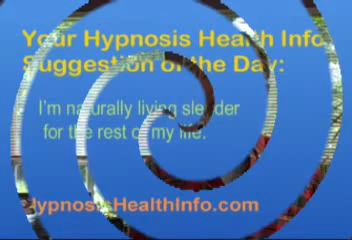 Your Hypnosis Health Info
Suggestion of the Day:
I'm naturally living slender
for the rest of my life.
HypnosisHealthInfo.com